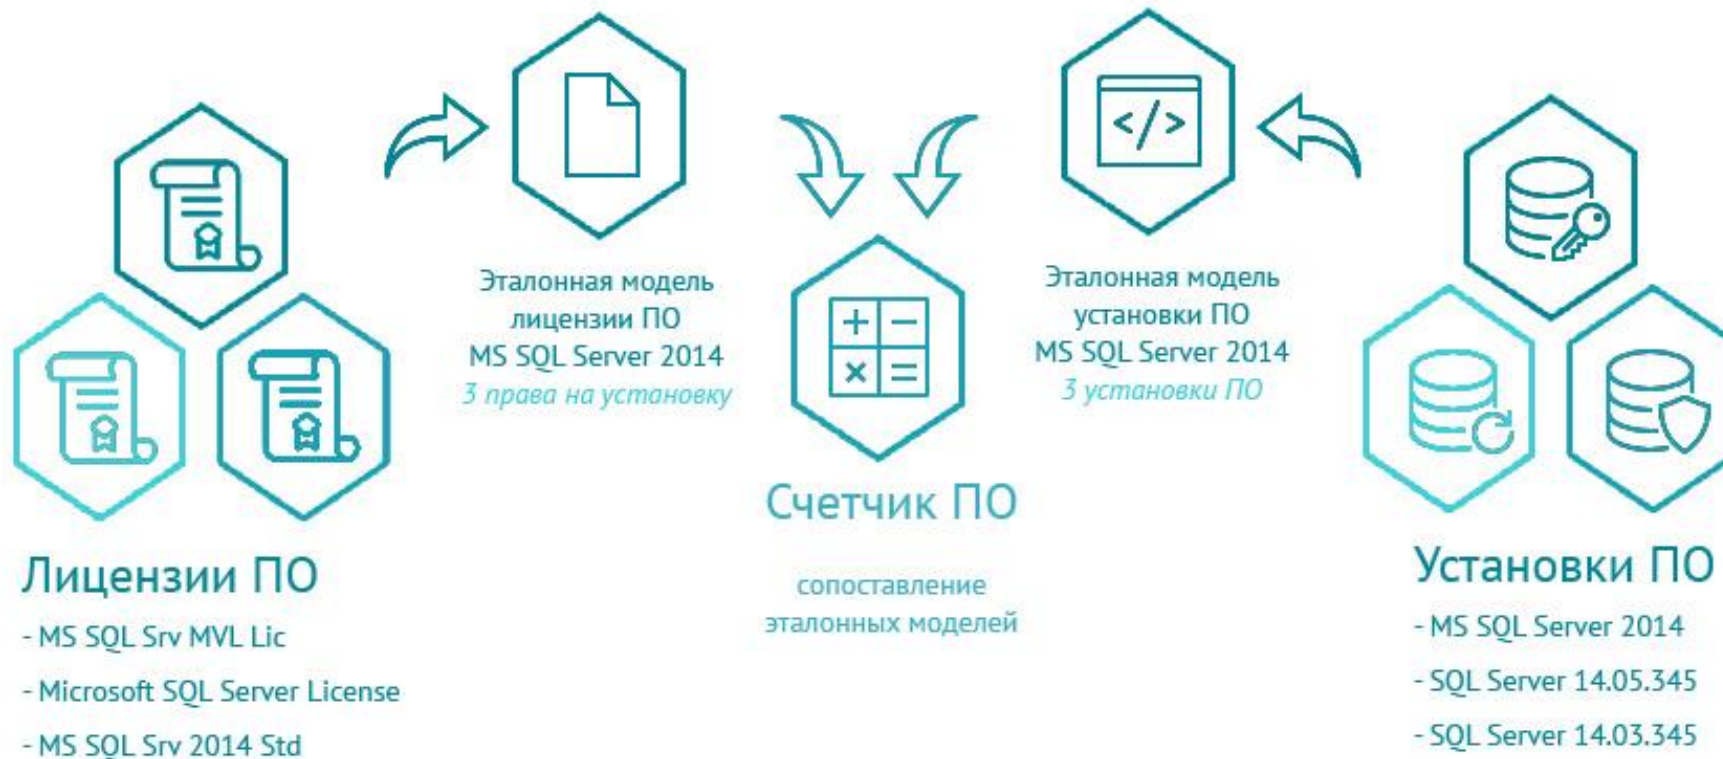 Эталонная модель
лицензии ПО
MS SQL Server 2014
3 права на установку
</>
Эталонная модель
установки ПО
MS SQL Server 2014
3 установки ПО
Счетчик ПО
сопоставление
эталонных моделей
Лицензии ПО
- MS SQL Srv MVL Lic
- Microsoft SQL Server License
- MS SQL Srv 2014 Std
Установки ПО
- MS SQL Server 2014
- SQL Server 14.05.345
- SQL Server 14.03.345